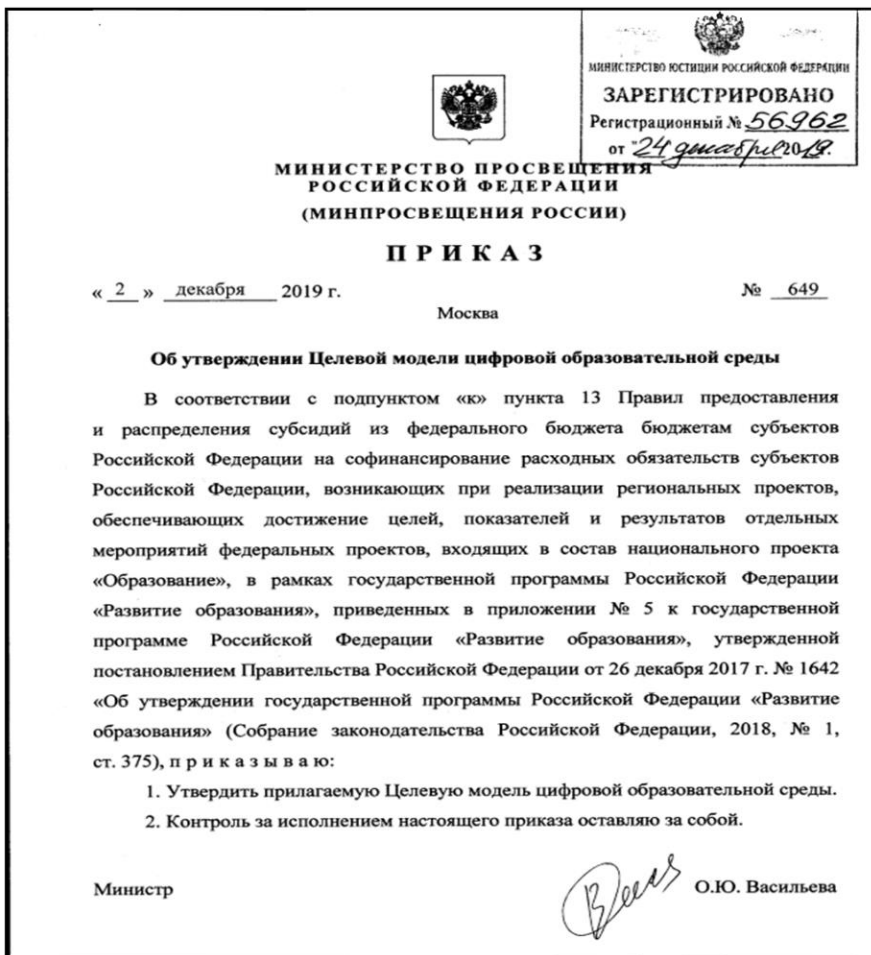 МИНИСТЕРСТВО ЮСТИЦИИ РОССИЙСКОЙ ФЕДЕРАЦИИ
ЗАРЕГИСТРИРОВАНО
Регистрационный № 56962
от "24 декабря 2019.
МИНИСТЕРСТВО ПРОСВЕЩЕНИЯ
РОССИЙСКОЙ ФЕДЕРАЦИИ
(МИНПРОСВЕЩЕНИЯ РОССИИ)
ПРИКАЗ
« 2 » декабря 2019 г. № 649
Москва
Об утверждении Целевой модели цифровой образовательной среды
В соответствии с подпунктом «к» пункта 13 Правил предоставления
и распределения субсидий из федерального бюджета бюджетам субъектов
Российской Федерации на софинансирование расходных обязательств субъектов
Российской Федерации, возникающих при реализации региональных проектов,
обеспечивающих достижение целей, показателей и результатов отдельных
мероприятий федеральных проектов, входящих в состав национального проекта
«Образование», в рамках государственной программы Российской Федерации
«Развитие образования», приведенных в приложении № 5 к государственной
программе Российской Федерации «Развитие образования», утвержденной
постановлением Правительства Российской Федерации от 26 декабря 2017 г. № 1642
«Об утверждении государственной программы Российской Федерации «Развитие
образования» (Собрание законодательства Российской Федерации, 2018, № 1,
ст. 375), п р и к а з ы в а ю:
1. Утвердить прилагаемую Целевую модель цифровой образовательной среды.
2. Контроль за исполнением настоящего приказа оставляю за собой.
Министр О.Ю. Васильева